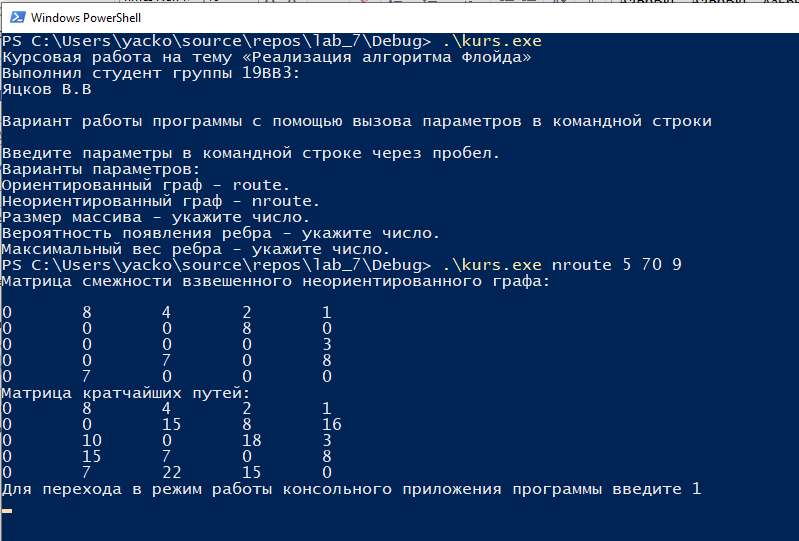 Windows PowerShell
PS C:\Users\yacko\source\repos\lab_7\Debug> .\kurs.exe
Курсовая работа на тему «Реализация алгоритма Флойда»
Выполнил студент группы 19ВВ3:
Яцков В.В
Вариант работы программы с помощью вызова параметров в командной строки
Введите параметры в командной строке через пробел.
Варианты параметров:
Ориентированный граф – route.
Неориентированный граф – nroute.
Размер массива – укажите число.
Вероятность появления ребра – укажите число.
Максимальный вес ребра – укажите число.
PS C:\Users\yacko\source\repos\lab_7\Debug> .\kurs.exe nroute 5 70 9
Матрица смежности взвешенного неориентированного графа:
0 8 4 2 1
0 0 0 8 0
0 0 0 0 3
0 0 7 0 8
0 7 0 0 0
Матрица кратчайших путей:
0 8 4 2 1
0 0 15 8 16
0 10 0 18 3
0 15 7 0 8
0 7 22 15 0
Для перехода в режим работы консольного приложения программы введите 1